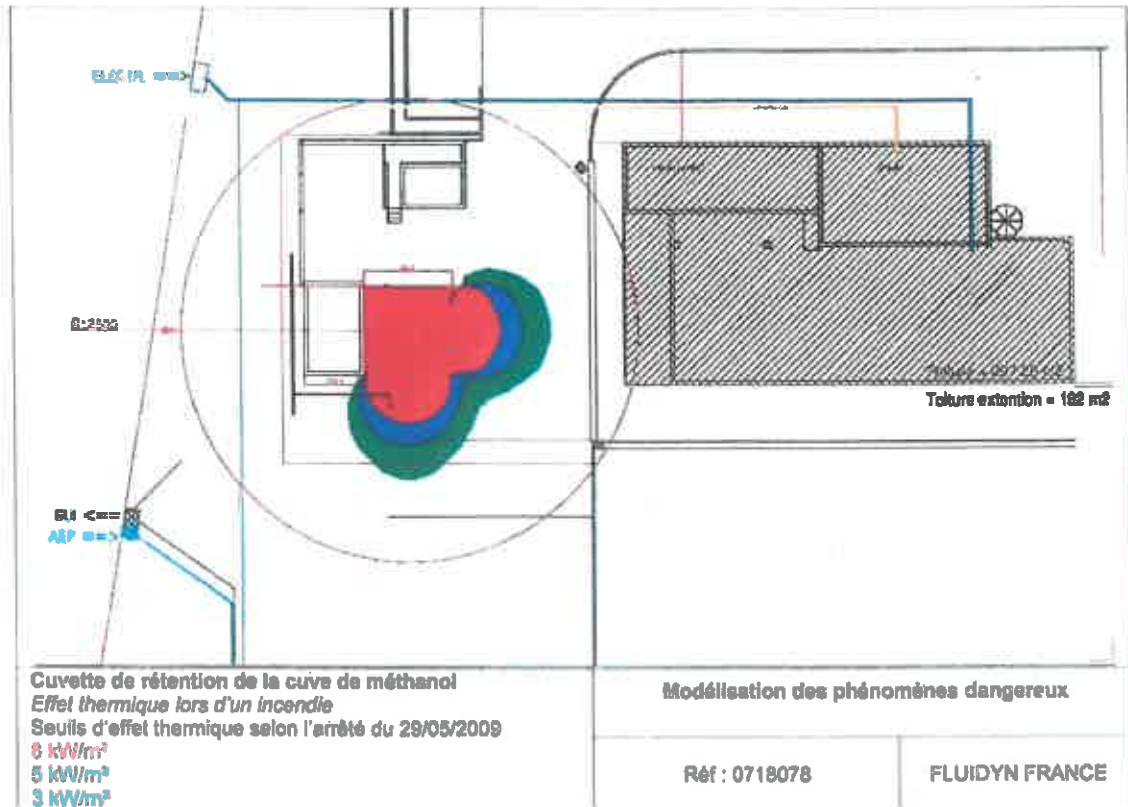 Toiture extention = 192 m2
EU <==
AEP ==>
Cuvette de rétention de la cuve de méthanol
Effet thermique lors d'un incendie
Seuils d'effet thermique selon l'arrêté du 29/05/2009
8 kW/m²
5 kW/m²
3 kW/m²
Modélisation des phénomènes dangereux
Réf : 0718078
FLUIDYN FRANCE